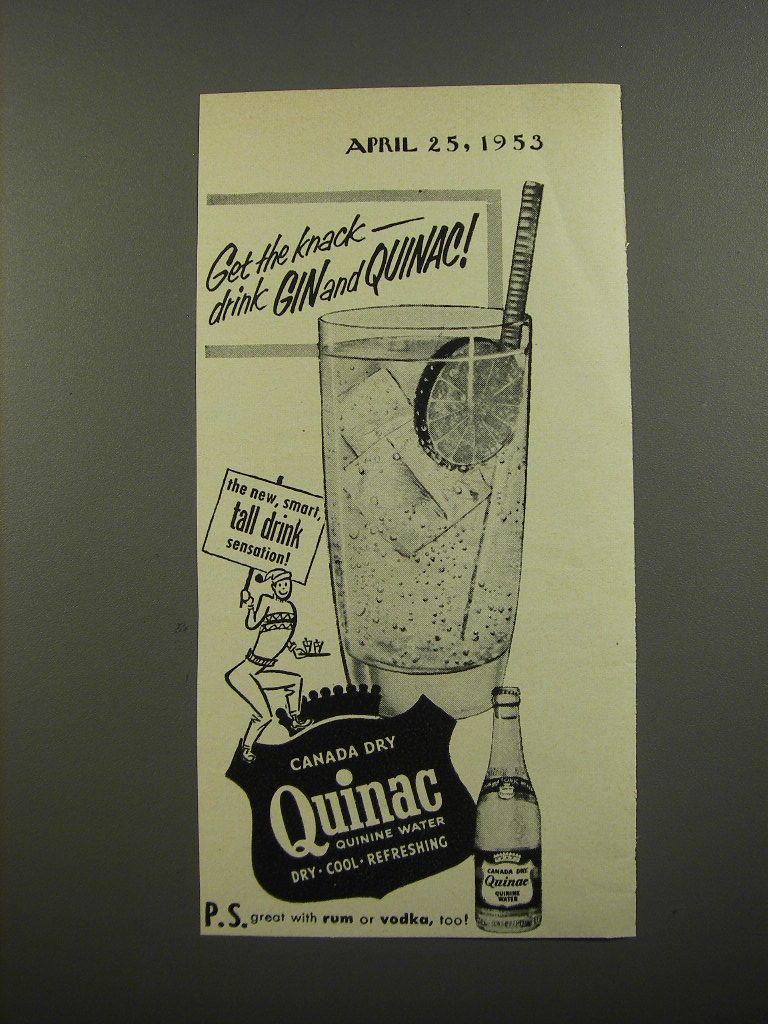 APRIL 25, 1953
Get the knack —
drink GIN and QUINAC!
the new, smart,
tall drink
sensation!
CANADA DRY
Quinac
QUININE WATER
DRY · COOL · REFRESHING
CANADA DRY
Quinac
QUININE
WATER
P.S. great with rum or vodka, too!